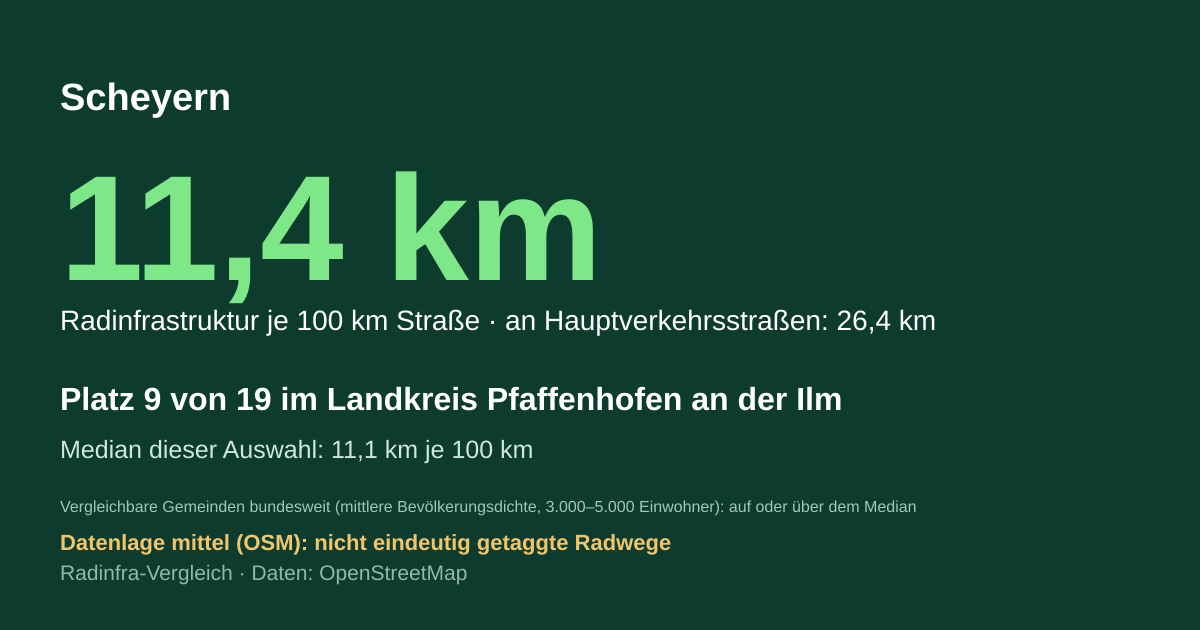 Scheyern
11,4 km
Radinfrastruktur je 100 km Straße · an Hauptverkehrsstraßen: 26,4 km
Platz 9 von 19 im Landkreis Pfaffenhofen an der Ilm
Median dieser Auswahl: 11,1 km je 100 km
Vergleichbare Gemeinden bundesweit (mittlere Bevölkerungsdichte, 3.000–5.000 Einwohner): auf oder über dem Median
Datenlage mittel (OSM): nicht eindeutig getaggte Radwege
Radinfra-Vergleich · Daten: OpenStreetMap